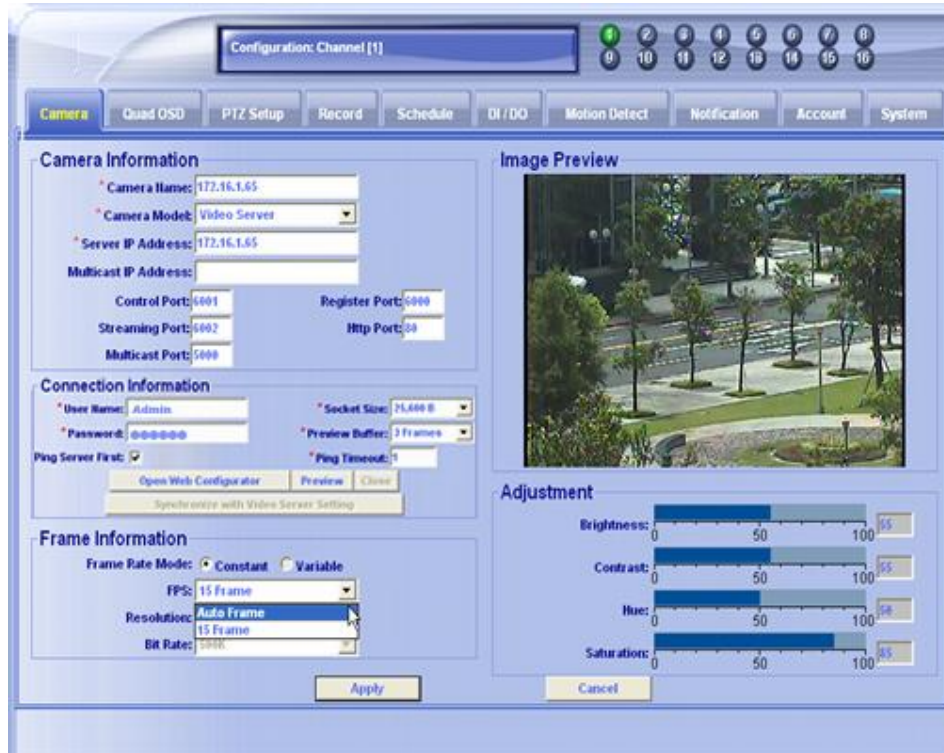 Configuration: Channel [1]
1 2 3 4 5 6 7 8
9 10 11 12 13 14 15 16
Camera Quad OSD PTZ Setup Record Schedule DI / DO Motion Detect Notification Account System
Camera Information
*Camera Name: 172.16.1.65
*Camera Model: Video Server
*Server IP Address: 172.16.1.65
Multicast IP Address:
Control Port: 6001 Register Port: 6000
Streaming Port: 6002 Http Port: 80
Multicast Port: 5000
Connection Information
*User Name: Admin *Socket Size: 25,600 B
*Password: *Preview Buffer: 3 Frames
Ping Server First: *Ping Timeout: 1
Open Web Configurator Preview Close
Synchronize with Video Server Setting
Frame Information
Frame Rate Mode: Constant Variable
FPS: 15 Frame
Resolution: Auto Frame
15 Frame
Bit Rate: 500K
Apply
Image Preview
Adjustment
Brightness: 0 50 100 55
Contrast: 0 50 100 55
Hue: 0 50 100 50
Saturation: 0 50 100 85
Cancel